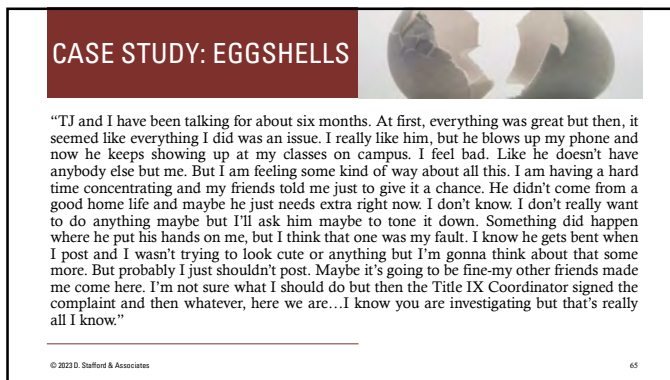 CASE STUDY: EGGSHELLS
“TJ and I have been talking for about six months. At first, everything was great but then, it
seemed like everything I did was an issue. I really like him, but he blows up my phone and
now he keeps showing up at my classes on campus. I feel bad. Like he doesn’t have
anybody else but me. But I am feeling some kind of way about all this. I am having a hard
time concentrating and my friends told me just to give it a chance. He didn’t come from a
good home life and maybe he just needs extra right now. I don’t know. I don’t really want
to do anything maybe but I’ll ask him maybe to tone it down. Something did happen
where he put his hands on me, but I think that one was my fault. I know he gets bent when
I post and I wasn’t trying to look cute or anything but I’m gonna think about that some
more. But probably I just shouldn’t post. Maybe it’s going to be fine-my other friends made
me come here. I’m not sure what I should do but then the Title IX Coordinator signed the
complaint and then whatever, here we are…I know you are investigating but that’s really
all I know.”
© 2023 D. Stafford & Associates
65